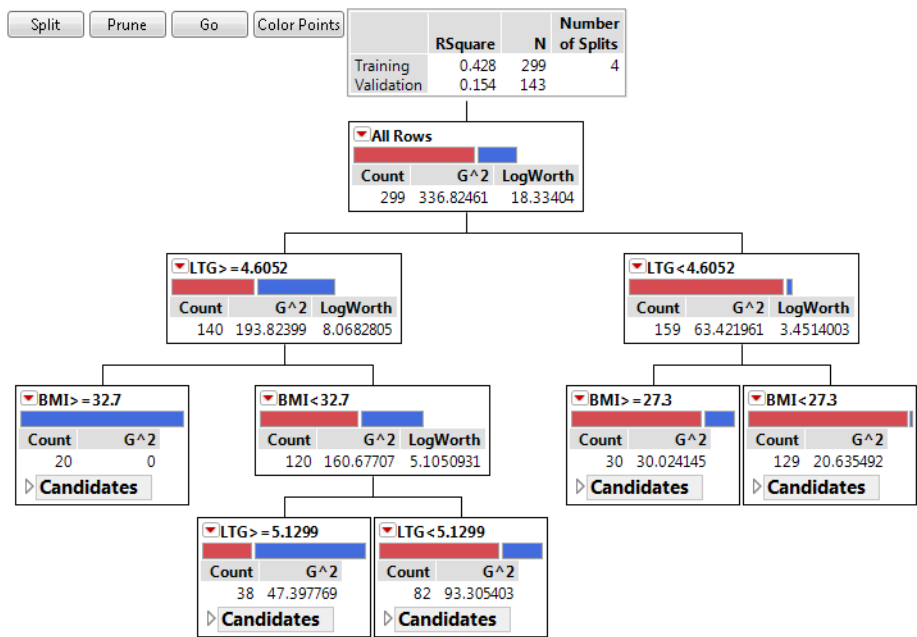 Split Prune Go Color Points
Number
RSquare N of Splits
Training 0.428 299 4
Validation 0.154 143
All Rows
Count G^2 LogWorth
299 336.82461 18.33404
LTG>=4.6052 LTG<4.6052
Count G^2 LogWorth Count G^2 LogWorth
140 193.82399 8.0682805 159 63.421961 3.4514003
BMI>=32.7 BMI<32.7 BMI>=27.3 BMI<27.3
Count G^2 Count G^2 LogWorth Count G^2 Count G^2
20 0 120 160.67707 5.1050931 30 30.024145 129 20.635492
Candidates Candidates Candidates
LTG>=5.1299 LTG<5.1299
Count G^2 Count G^2
38 47.397769 82 93.305403
Candidates Candidates